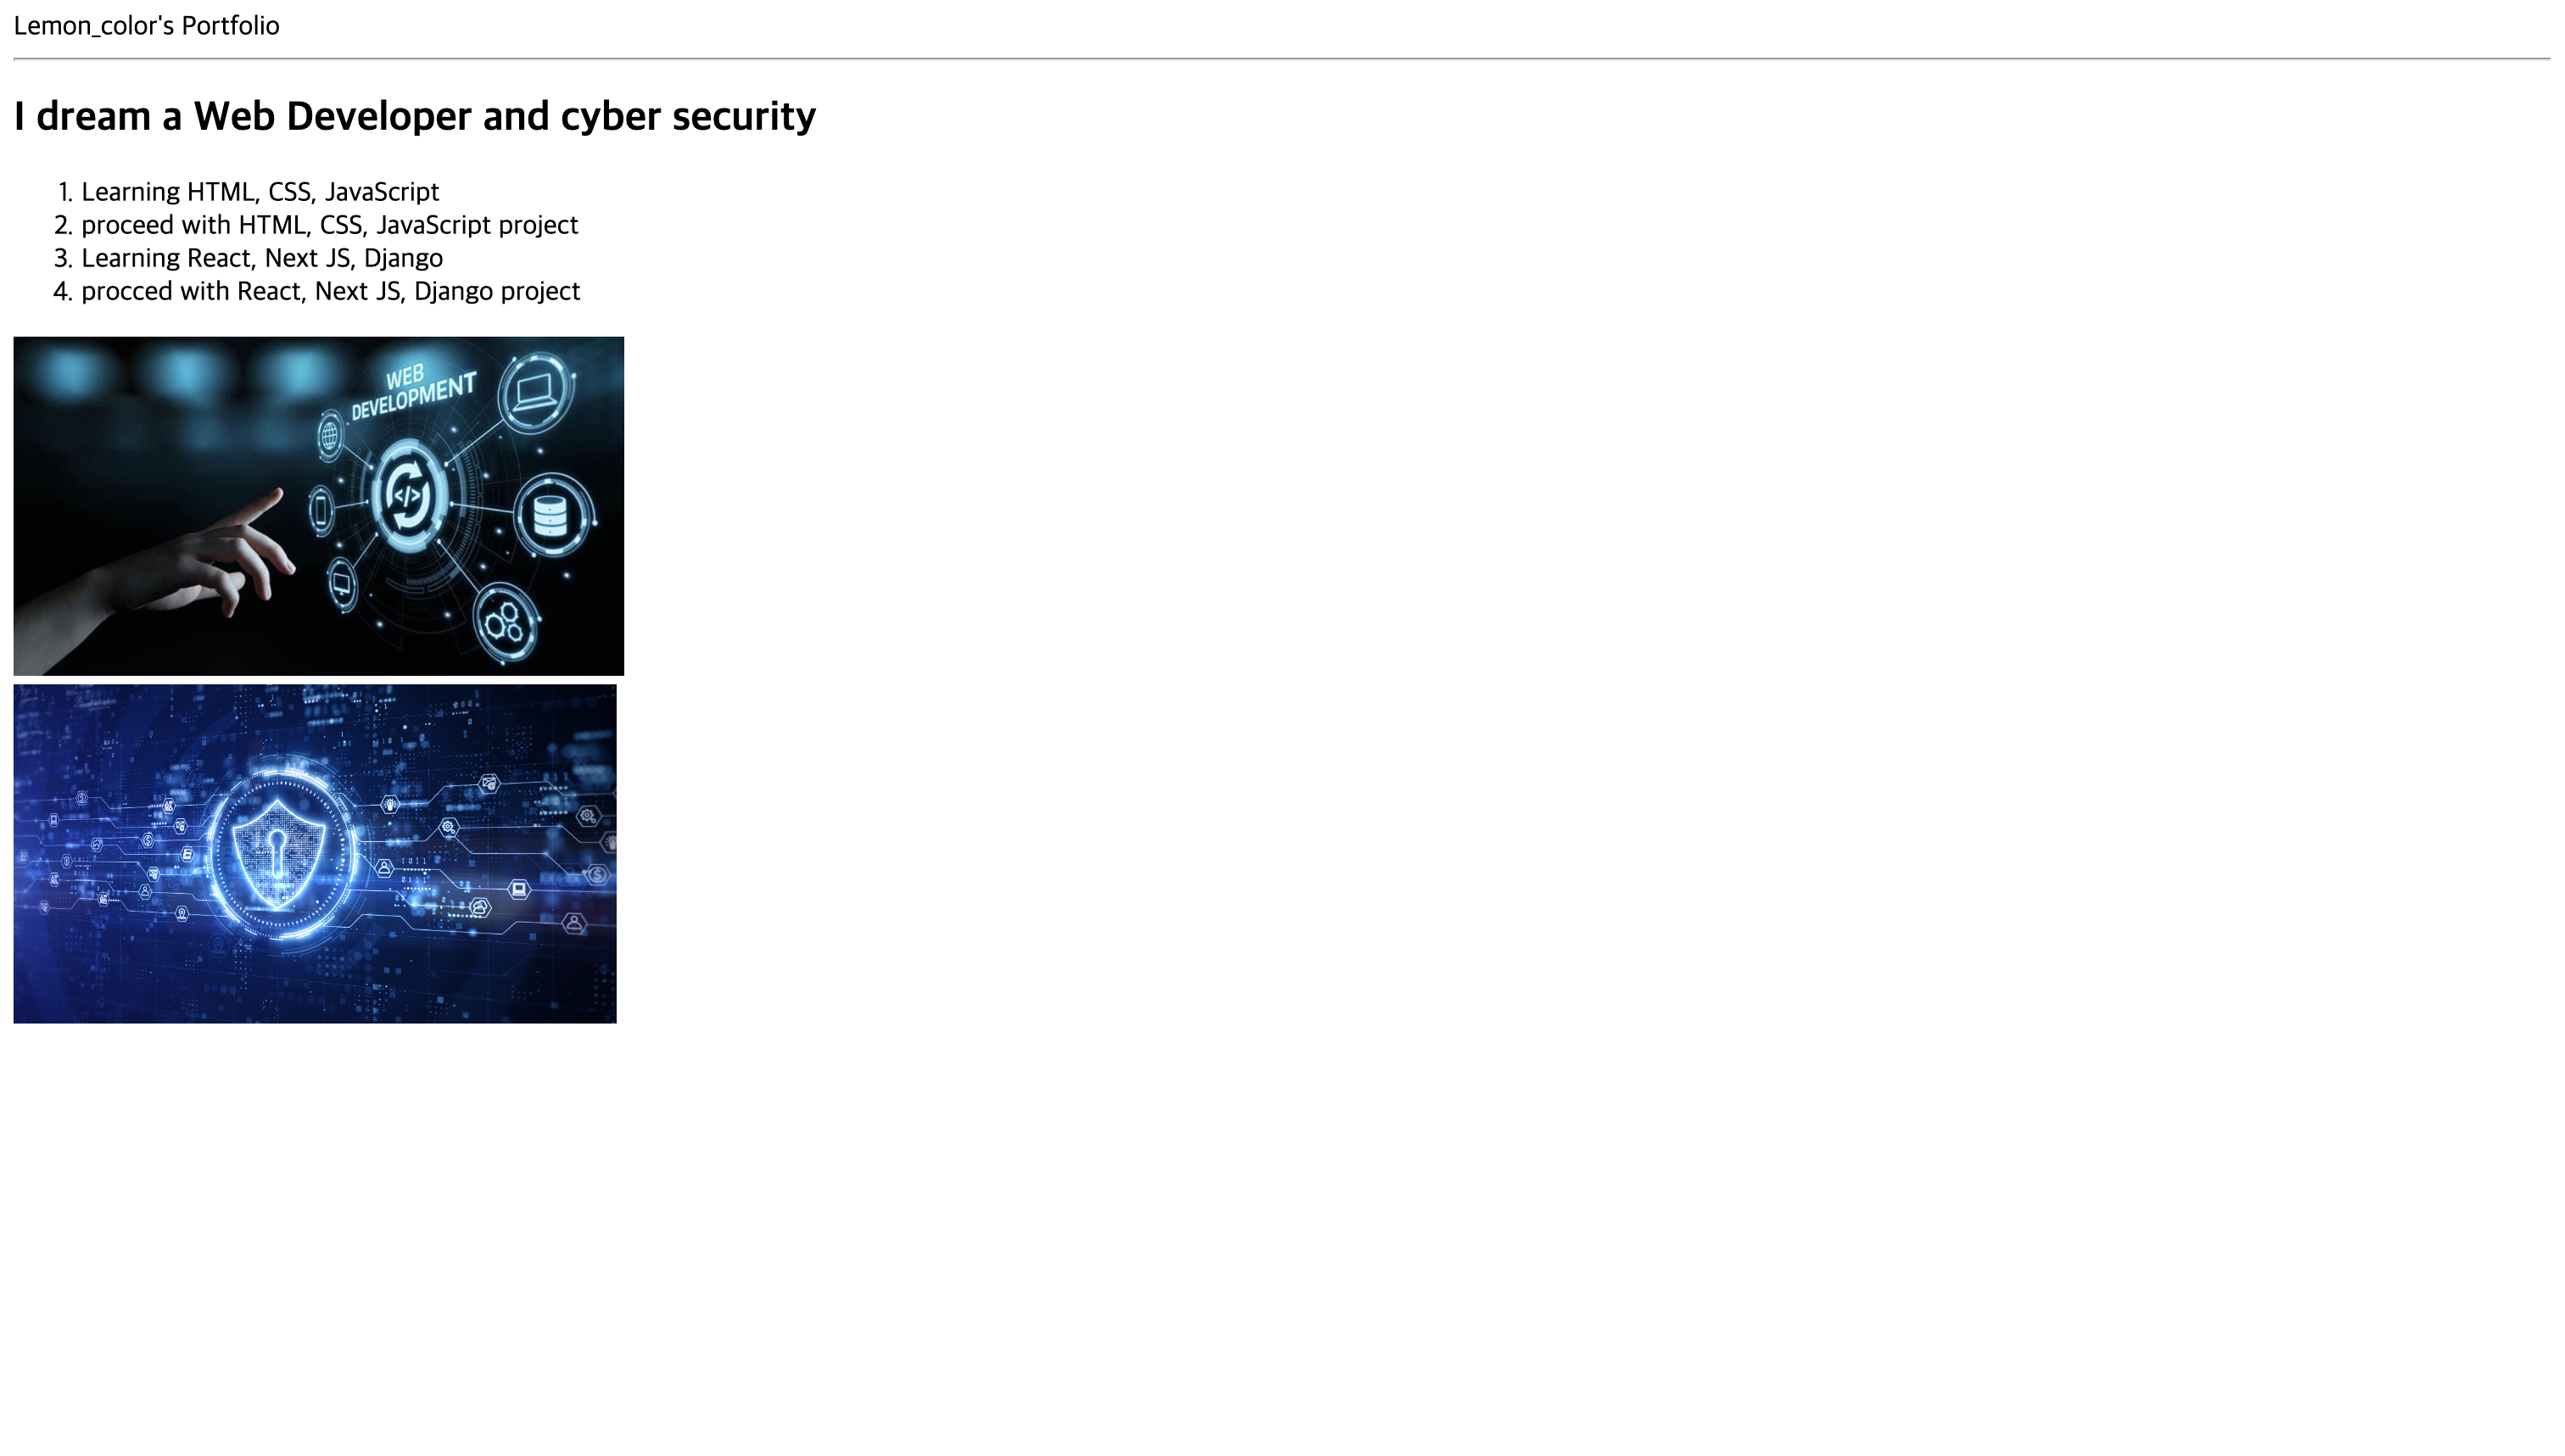 Lemon_color's Portfolio
I dream a Web Developer and cyber security
1. Learning HTML, CSS, JavaScript
2. proceed with HTML, CSS, JavaScript project
3. Learning React, Next JS, Django
4. procced with React, Next JS, Django project
WEB
DEVELOPMENT
</>